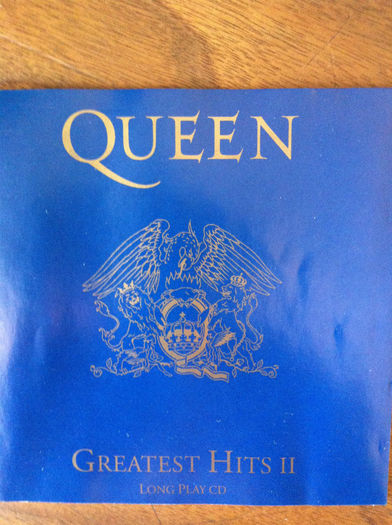 QUEEN
GREATEST HITS II
LONG PLAY CD